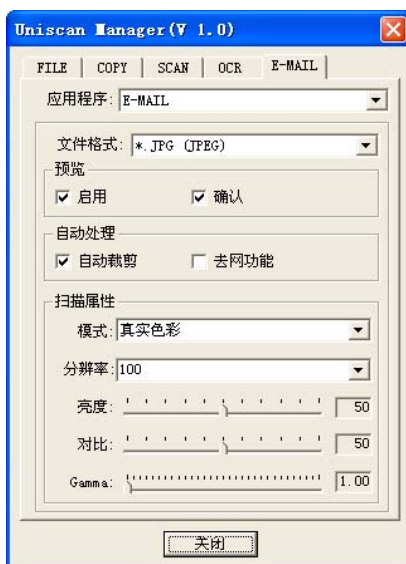 Uniscan Manager(V 1.0)
FILE COPY SCAN OCR E-MAIL
应用程序: E-MAIL
文件格式: *.JPG (JPEG)
预览
启用 确认
自动处理
自动裁剪 去网功能
扫描属性
模式: 真实色彩
分辨率: 100
亮度: 50
对比: 50
Gamma: 1.00
关闭